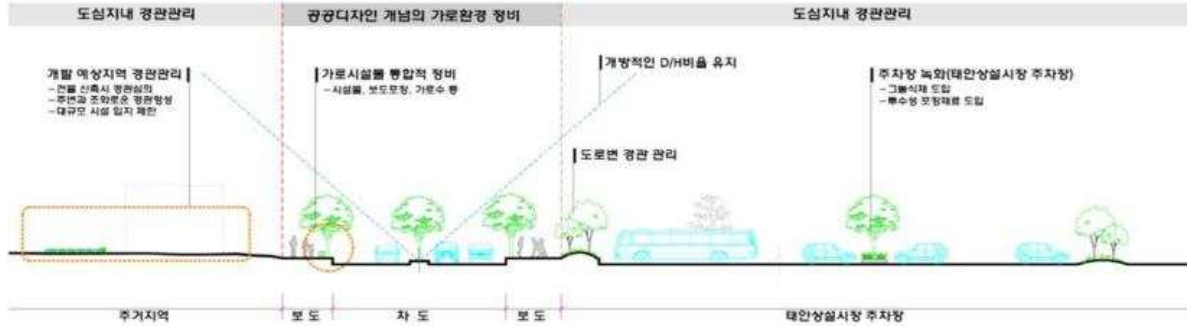 도심지내 경관관리
공공디자인 개념의 가로환경 정비
도심지내 경관관리
개발 예상지역 경관관리
-건물 신축시 경관심의
-주변과 조화로운 경관형성
-대규모 시설 입지 제한
가로시설물 통합적 정비
-시설물, 보도포장, 가로수 등
개방적인 D/H비율 유지
도로변 경관 관리
주차장 녹화(태안상설시장 주차장)
-그늘식재 도입
-투수성 포장재료 도입
주거지역
보 도
차 도
보 도
태안상설시장 주차장